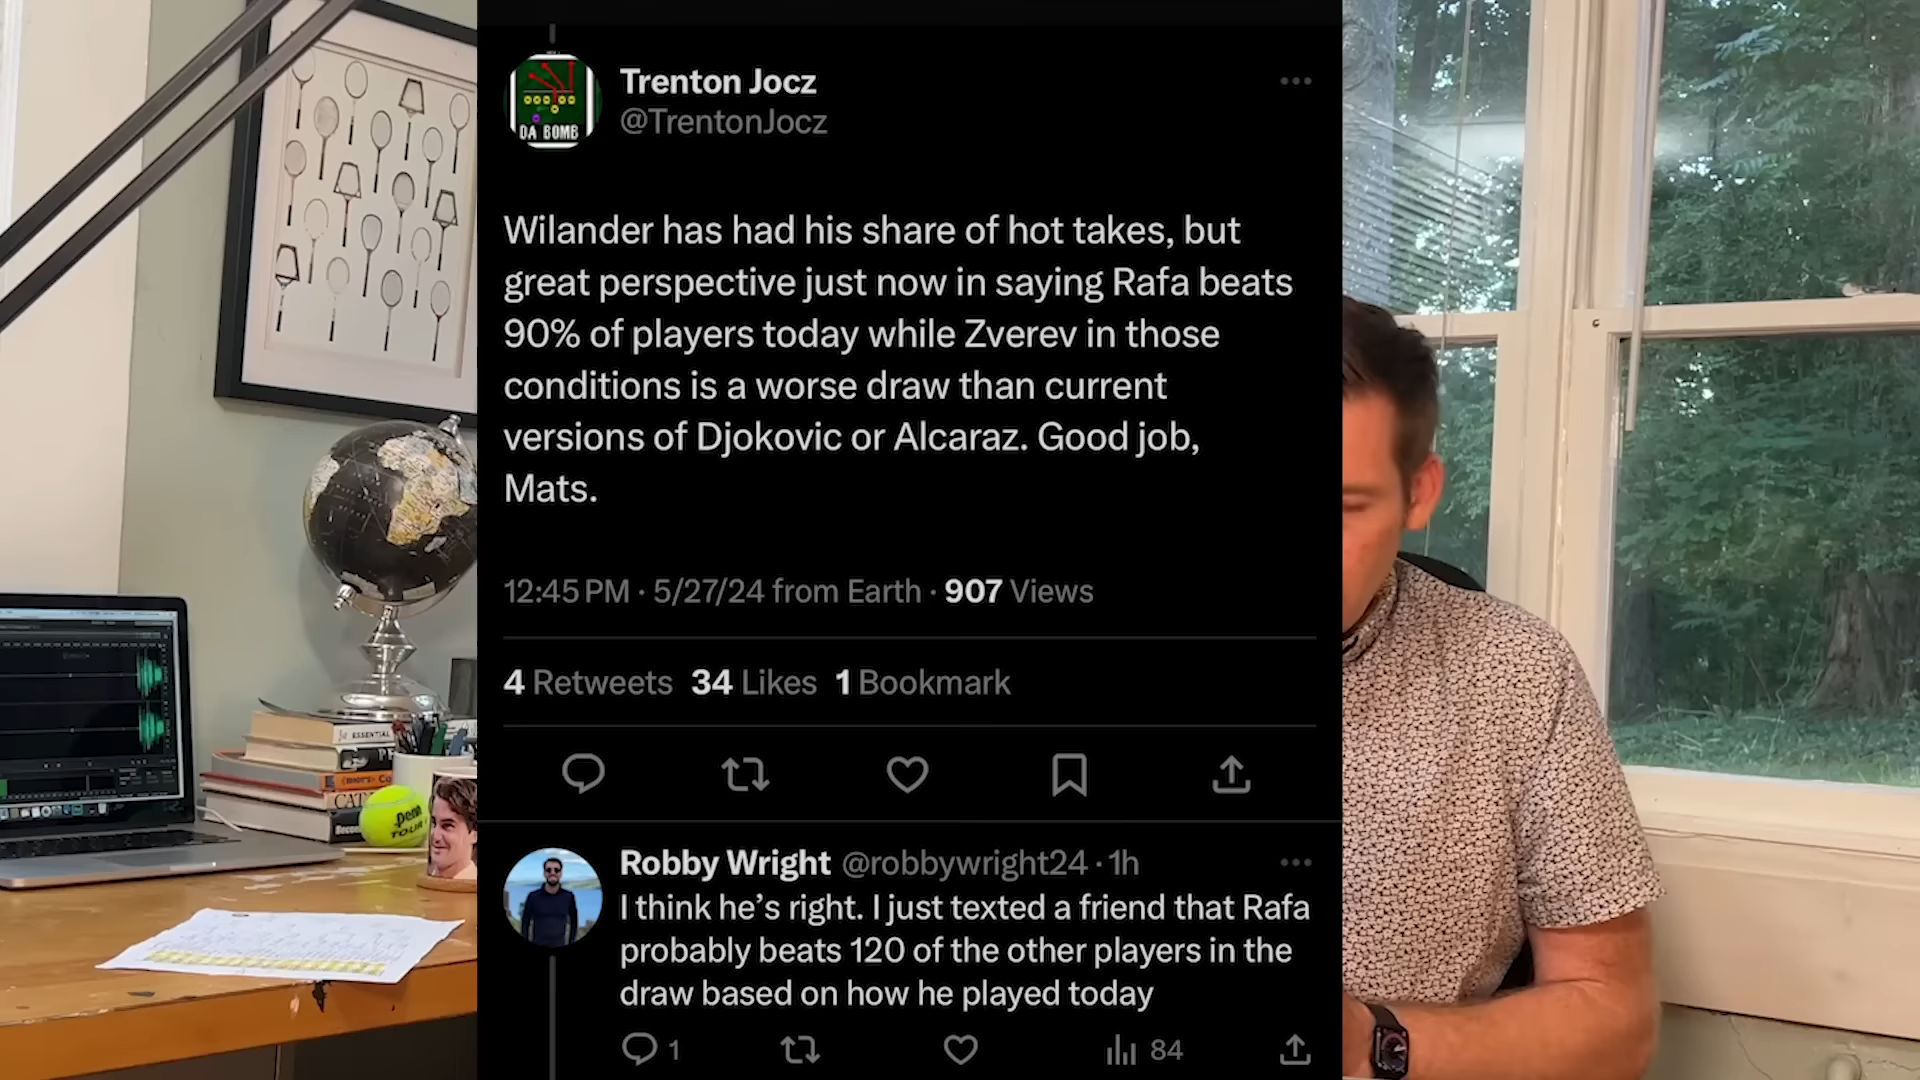 DA BOMB
Trenton Jocz
@TrentonJocz
Wilander has had his share of hot takes, but
great perspective just now in saying Rafa beats
90% of players today while Zverev in those
conditions is a worse draw than current
versions of Djokovic or Alcaraz. Good job,
Mats.
12:45 PM · 5/27/24 from Earth · 907 Views
4 Retweets 34 Likes 1 Bookmark
Robby Wright @robbywright24 · 1h
I think he's right. I just texted a friend that Rafa
probably beats 120 of the other players in the
draw based on how he played today
1 84
ESSENTIAL
Penn
TOUR